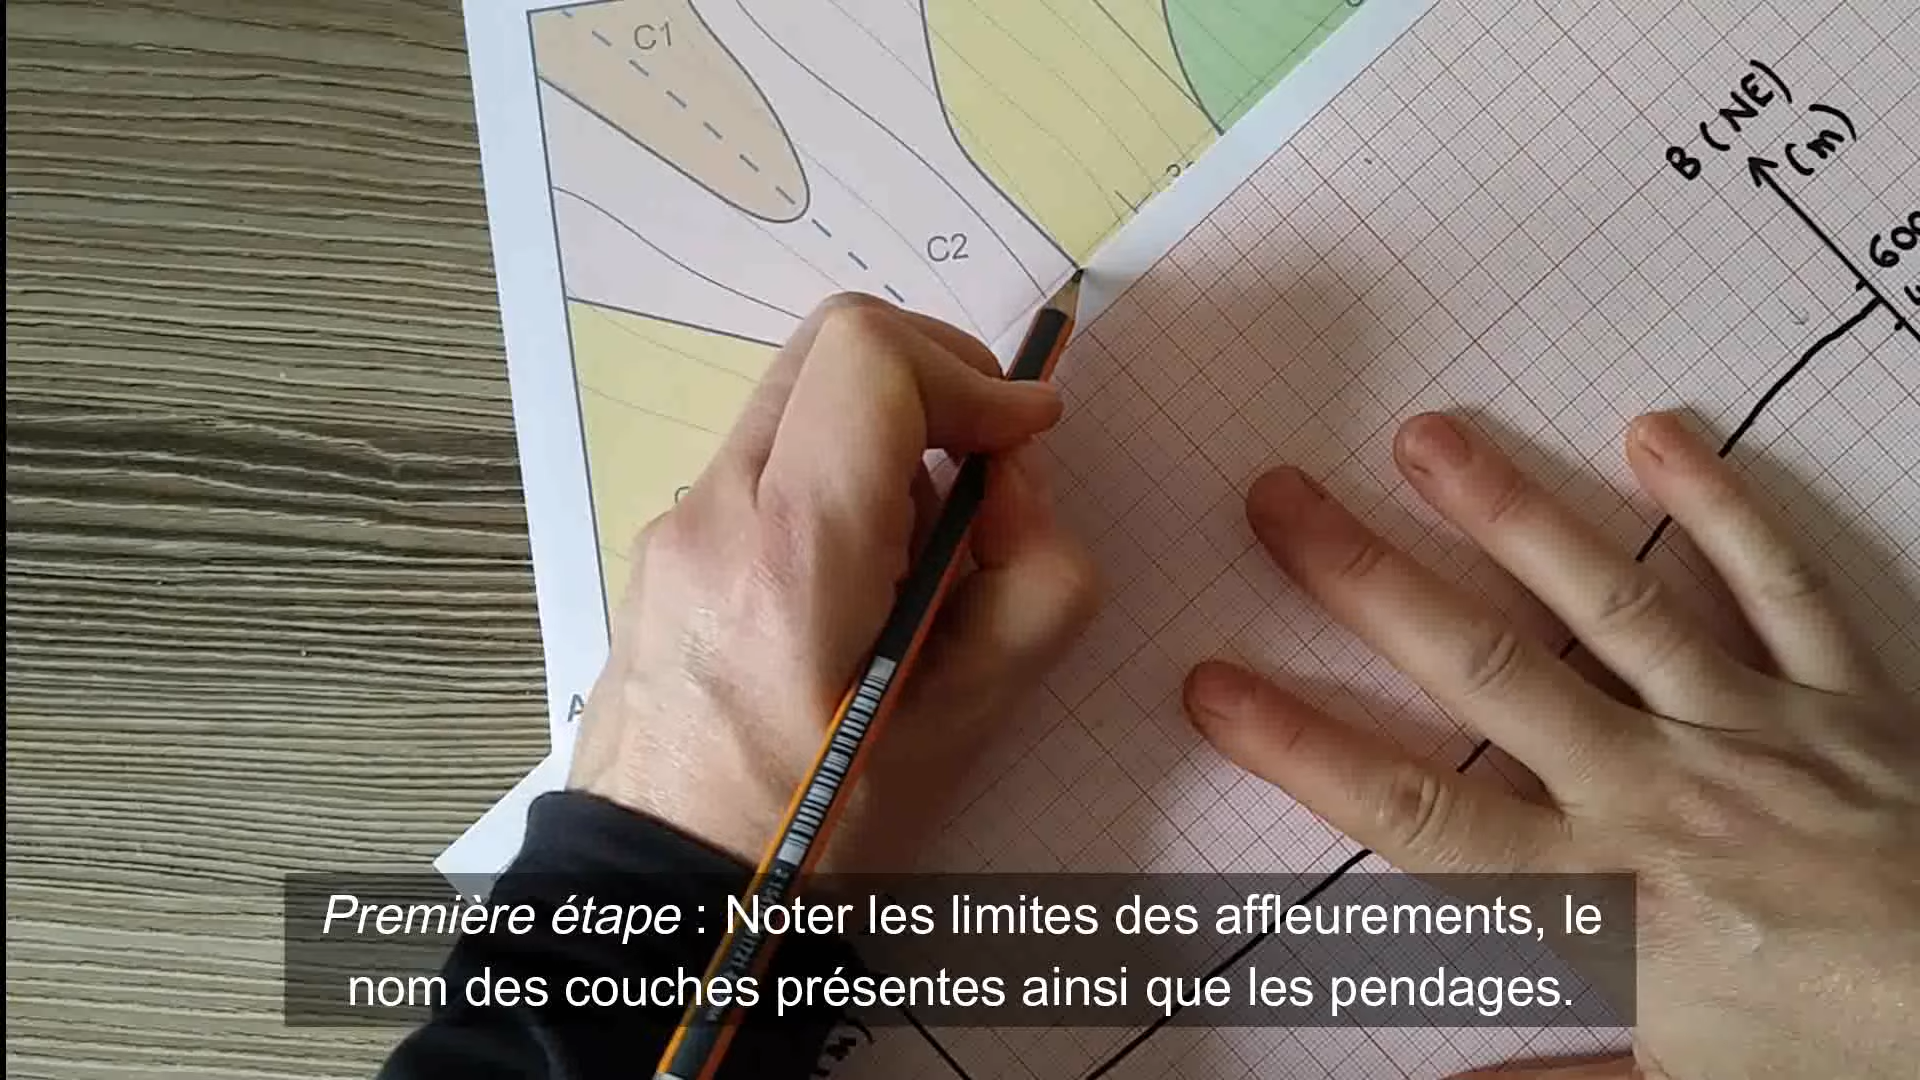 C1
C2
B (NE)
(m)
600
A
Première étape : Noter les limites des affleurements, le
nom des couches présentes ainsi que les pendages.